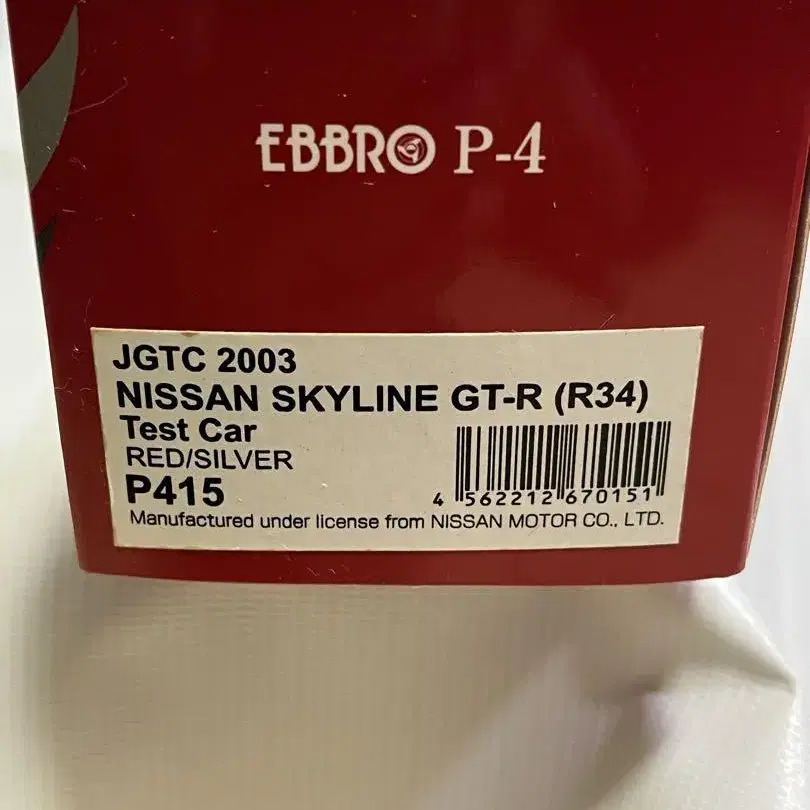 EBBRO P-4
JGTC 2003
NISSAN SKYLINE GT-R (R34)
Test Car
RED/SILVER
P415
4 562212 670151
Manufactured under license from NISSAN MOTOR CO., LTD.